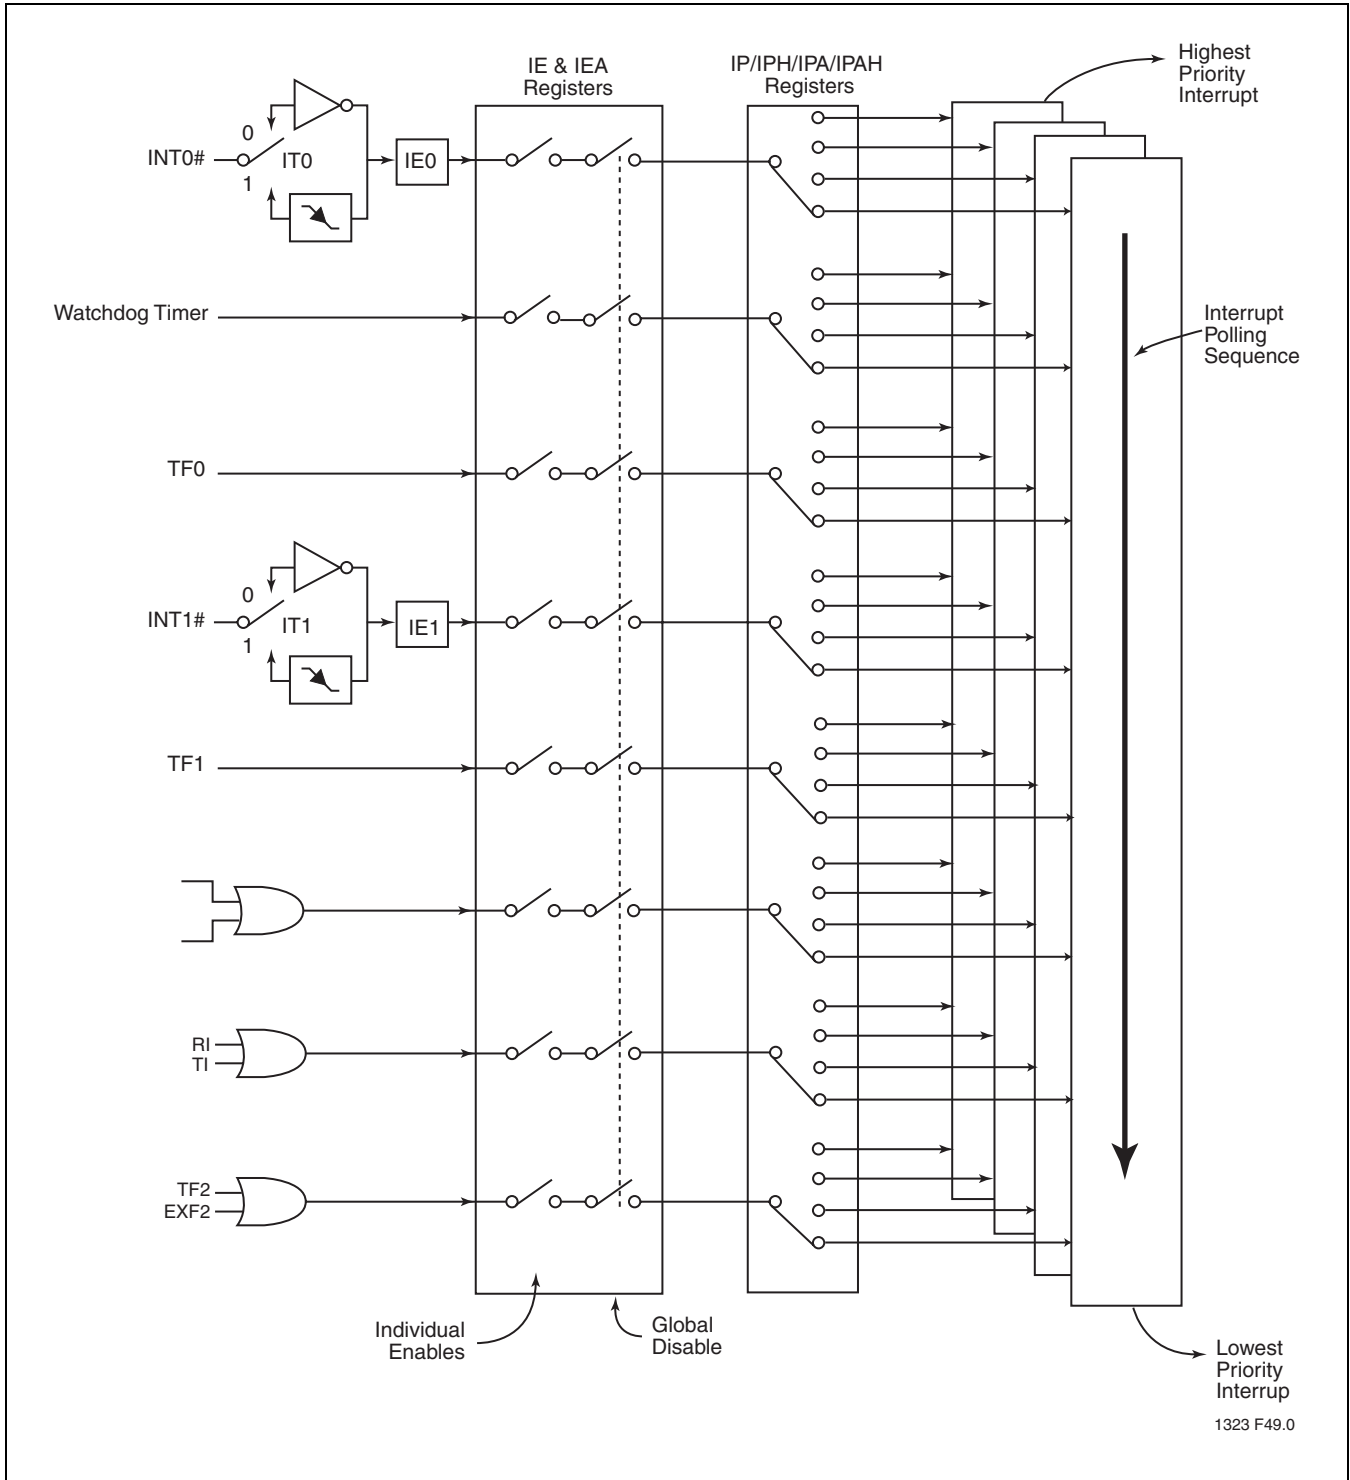 Highest
Priority
Interrupt
IE & IEA
Registers
IP/IPH/IPA/IPAH
Registers
0
INT0#
IT0
IE0
1
Watchdog Timer
Interrupt
Polling
Sequence
TF0
0
INT1#
IT1
IE1
1
TF1
RI
TI
TF2
EXF2
Individual
Enables
Global
Disable
Lowest
Priority
Interrup
1323 F49.0